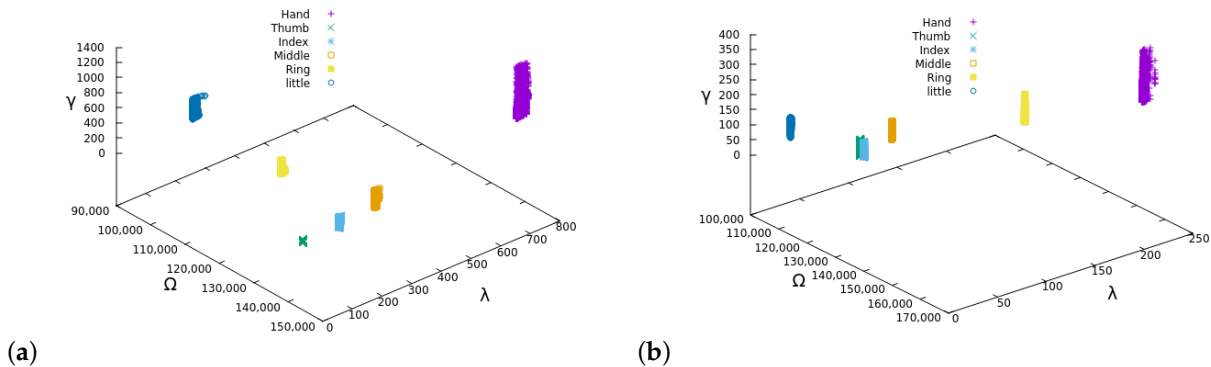 Hand
Thumb
Index
Middle
Ring
little
1400
1200
1000
800
600
400
200
0
γ
90,000
100,000
110,000
120,000
130,000
140,000
150,000
Ω
0
100
200
300
400
500
600
700
800
λ
(a)
Hand
Thumb
Index
Middle
Ring
little
400
350
300
250
200
150
100
50
0
γ
100,000
110,000
120,000
130,000
140,000
150,000
160,000
170,000
Ω
0
50
100
150
200
250
λ
(b)